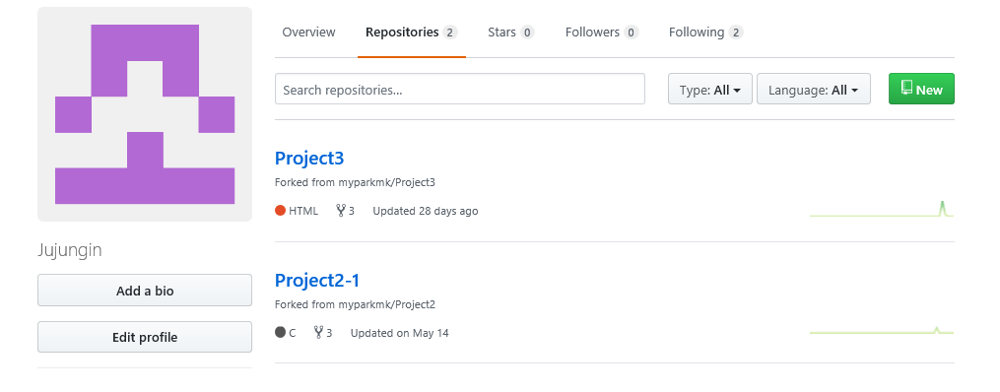 Overview Repositories 2 Stars 0 Followers 0 Following 2
Search repositories... Type: All Language: All New
Project3
Forked from myparkmk/Project3
HTML 3 Updated 28 days ago
Jujungin
Add a bio
Edit profile
Project2-1
Forked from myparkmk/Project2
C 3 Updated on May 14